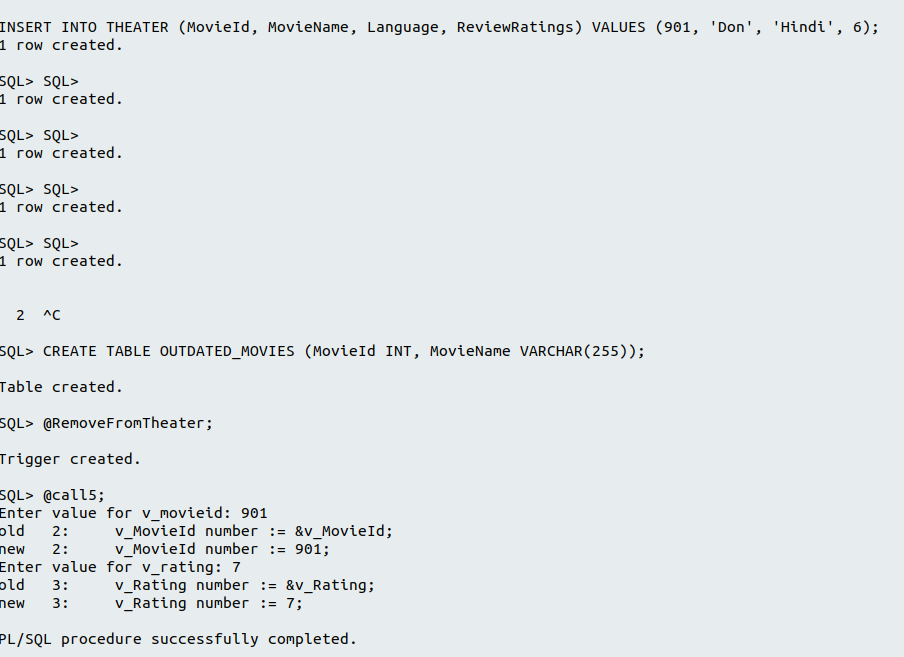 INSERT INTO THEATER (MovieId, MovieName, Language, ReviewRatings) VALUES (901, 'Don', 'Hindi', 6);
1 row created.
SQL> SQL>
1 row created.
SQL> SQL>
1 row created.
SQL> SQL>
1 row created.
SQL> SQL>
1 row created.
2  ^C
SQL> CREATE TABLE OUTDATED_MOVIES (MovieId INT, MovieName VARCHAR(255));
Table created.
SQL> @RemoveFromTheater;
Trigger created.
SQL> @call5;
Enter value for v_movieid: 901
old   2:     v_MovieId number := &v_MovieId;
new   2:     v_MovieId number := 901;
Enter value for v_rating: 7
old   3:     v_Rating number := &v_Rating;
new   3:     v_Rating number := 7;
PL/SQL procedure successfully completed.